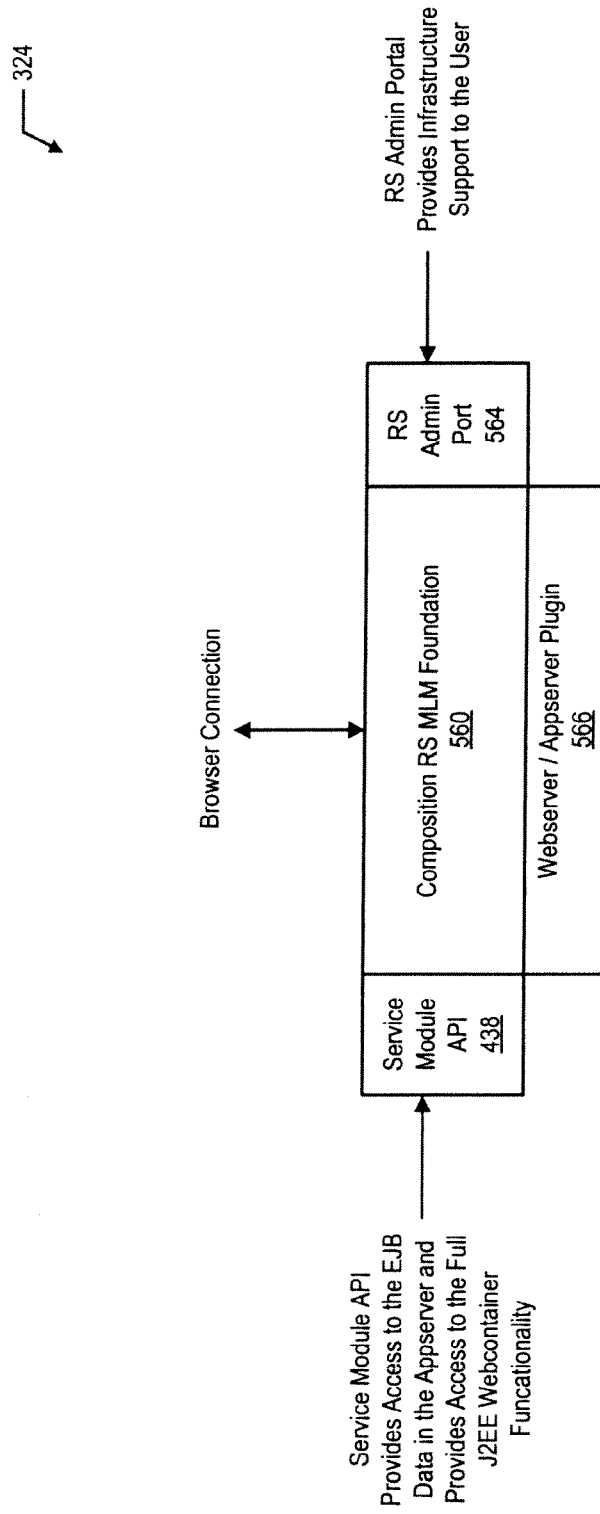 324
Browser Connection
Service Module API
Provides Access to the EJB
Data in the Appserver and
Provides Access to the Full
J2EE Webcontainer
Funcationality
Service
Module
API
438
Composition RS MLM Foundation
560
RS
Admin
Port
564
RS Admin Portal
Provides Infrastructure
Support to the User
Webserver / Appserver Plugin
566